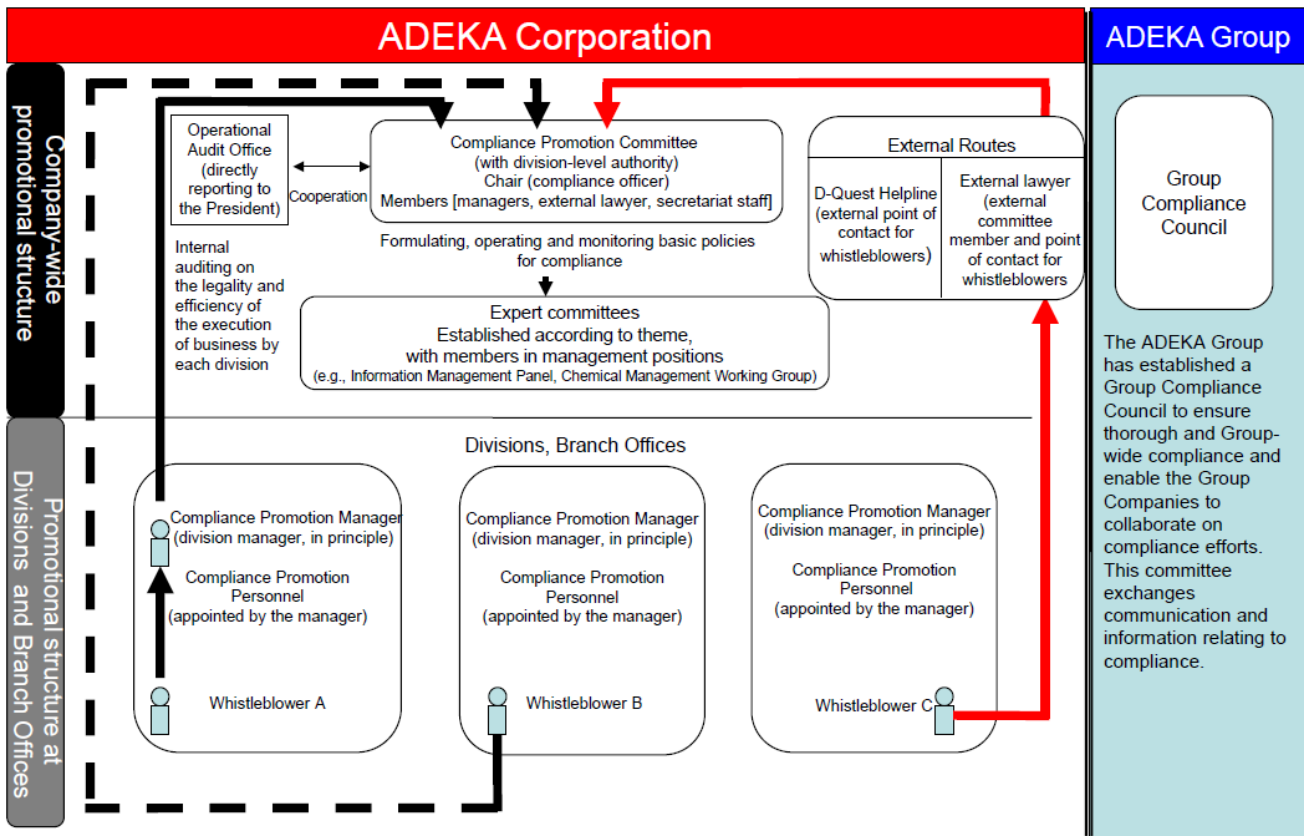 ADEKA Corporation
ADEKA Group
Company-wide
promotional structure
Operational
Audit Office
(directly
reporting to
the President)
Cooperation
Compliance Promotion Committee
(with division-level authority)
Chair (compliance officer)
Members [managers, external lawyer, secretariat staff]
External Routes
D-Quest Helpline
(external point of
contact for
whistleblowers)
External lawyer
(external
committee
member and point
of contact for
whistleblowers
Group
Compliance
Council
Internal
auditing on
the legality and
efficiency of
the execution
of business by
each division
Formulating, operating and monitoring basic policies
for compliance
Expert committees
Established according to theme,
with members in management positions
(e.g., Information Management Panel, Chemical Management Working Group)
The ADEKA Group
has established a
Group Compliance
Council to ensure
thorough and Group-
wide compliance and
enable the Group
Companies to
collaborate on
compliance efforts.
This committee
exchanges
communication and
information relating to
compliance.
Promotional structure at
Divisions and Branch Offices
Divisions, Branch Offices
Compliance Promotion Manager
(division manager, in principle)
Compliance Promotion
Personnel
(appointed by the manager)
Whistleblower A
Compliance Promotion Manager
(division manager, in principle)
Compliance Promotion
Personnel
(appointed by the manager)
Whistleblower B
Compliance Promotion Manager
(division manager, in principle)
Compliance Promotion
Personnel
(appointed by the manager)
Whistleblower C